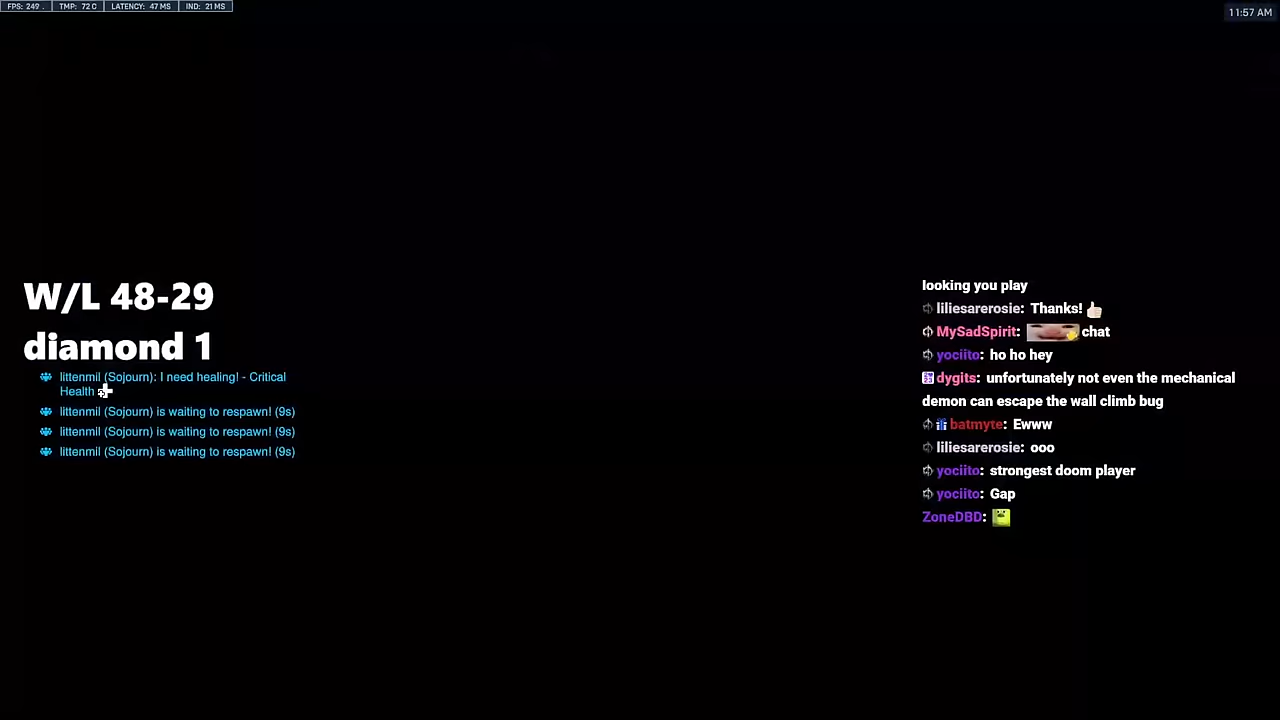 FPS: 249 . TMP: 72 C LATENCY: 47 MS IND: 21 MS
11:57 AM
W/L 48-29
diamond 1
littenmil (Sojourn): I need healing! - Critical
Health
littenmil (Sojourn) is waiting to respawn! (9s)
littenmil (Sojourn) is waiting to respawn! (9s)
littenmil (Sojourn) is waiting to respawn! (9s)
looking you play
liliesarerosie: Thanks!
MySadSpirit: chat
yociito: ho ho hey
dygits: unfortunately not even the mechanical
demon can escape the wall climb bug
batmyte: Ewww
liliesarerosie: ooo
yociito: strongest doom player
yociito: Gap
ZoneDBD: